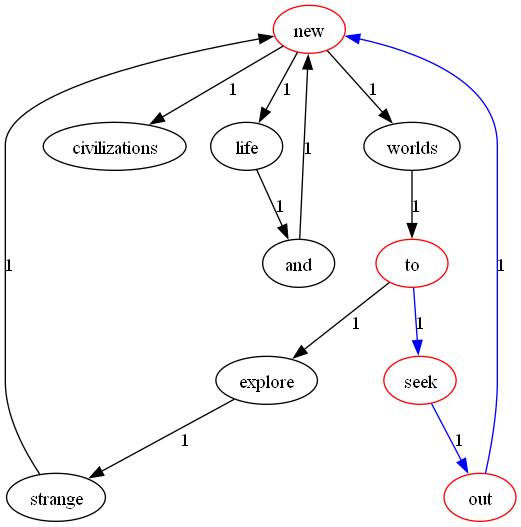 new
1 1 1
civilizations life worlds
1 1 1
and to
1 1 1 1
explore seek
1 1
strange out